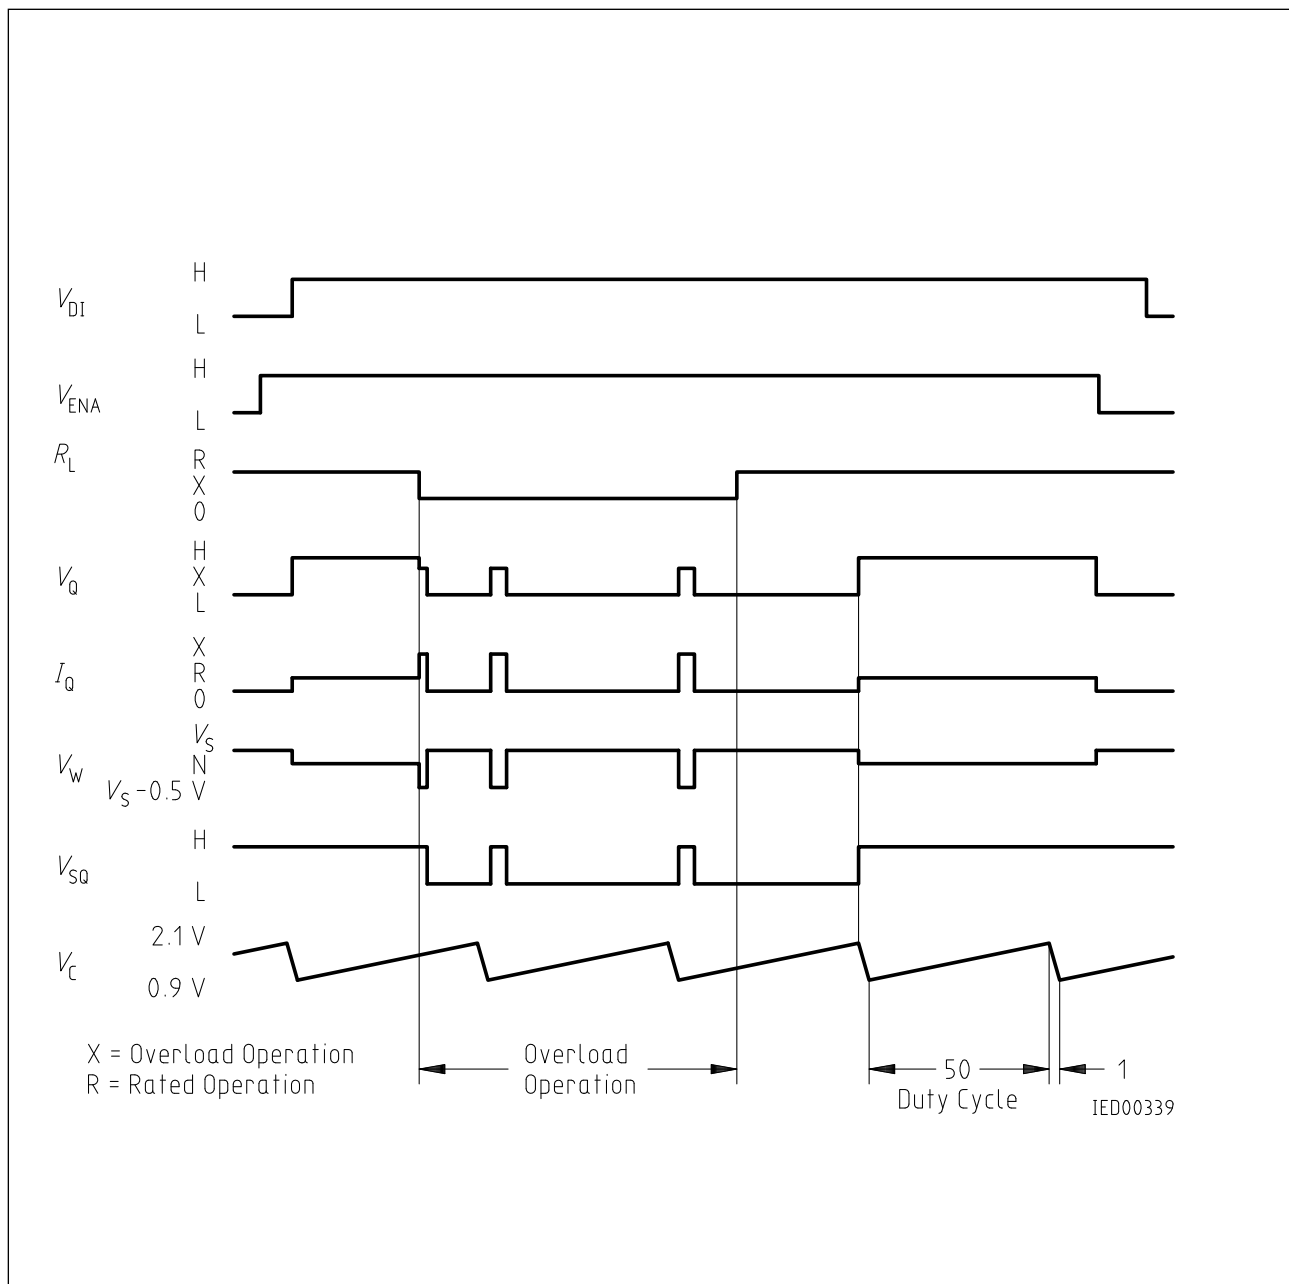 H
V_DI
L
H
V_ENA
L
R_L
R
X
0
H
V_Q
X
L
X
I_Q
R
0
V_S
V_W
N
V_S -0.5 V
H
V_SQ
L
2.1 V
V_C
0.9 V
X = Overload Operation
R = Rated Operation
Overload
Operation
50
1
Duty Cycle
IED00339